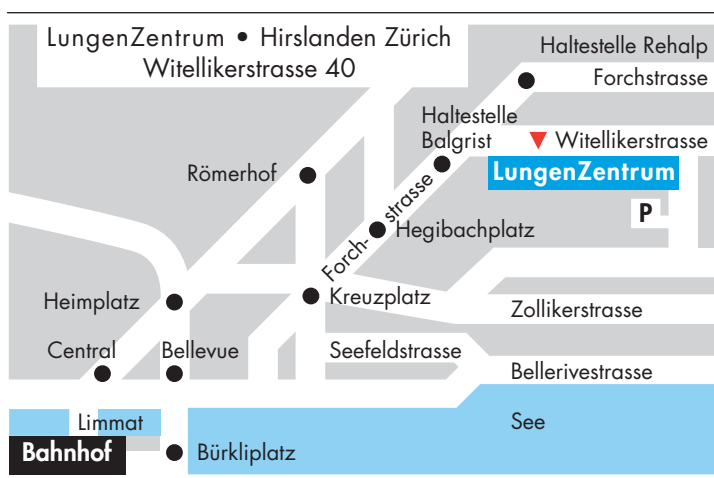 LungenZentrum • Hirslanden Zürich
Witellikerstrasse 40
Haltestelle Rehalp
Forchstrasse
Haltestelle
Balgrist
Witellikerstrasse
LungenZentrum
Römerhof
P
Forch-strasse
Hegibachplatz
Heimplatz
Kreuzplatz
Zollikerstrasse
Central
Bellevue
Seefeldstrasse
Bellerivestrasse
Limmat
See
Bahnhof
Bürkliplatz